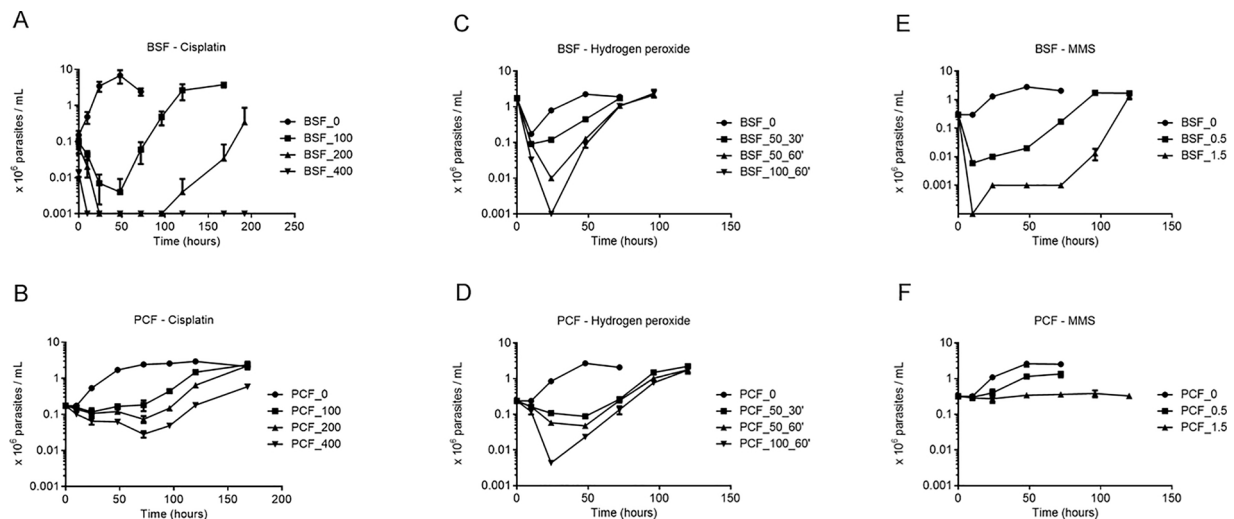 A
BSF - Cisplatin
x 10⁶ parasites / mL
10
1
0.1
0.01
0.001
0 50 100 150 200 250
Time (hours)
BSF_0
BSF_100
BSF_200
BSF_400
C
BSF - Hydrogen peroxide
x 10⁶ parasites / mL
10
1
0.1
0.01
0.001
0 50 100 150
Time (hours)
BSF_0
BSF_50_30'
BSF_50_60'
BSF_100_60'
E
BSF - MMS
x 10⁶ parasites / mL
10
1
0.1
0.01
0.001
0 50 100 150
Time (hours)
BSF_0
BSF_0.5
BSF_1.5
B
PCF - Cisplatin
x 10⁶ parasites / mL
10
1
0.1
0.01
0.001
0 50 100 150 200
Time (hours)
PCF_0
PCF_100
PCF_200
PCF_400
D
PCF - Hydrogen peroxide
x 10⁶ parasites / mL
10
1
0.1
0.01
0.001
0 50 100 150
Time (hours)
PCF_0
PCF_50_30'
PCF_50_60'
PCF_100_60'
F
PCF - MMS
x 10⁶ parasites / mL
10
1
0.1
0.01
0.001
0 50 100 150
Time (hours)
PCF_0
PCF_0.5
PCF_1.5